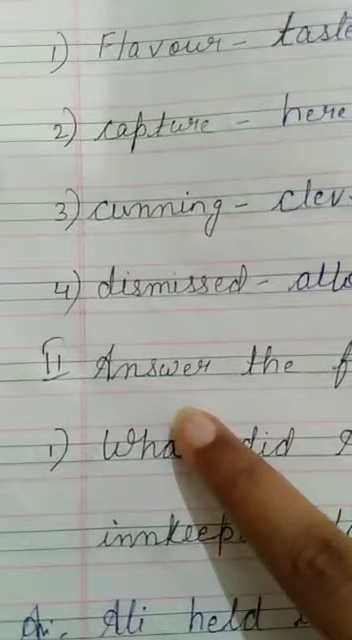 1) Flavour - taste
2) capture - here
3) cunning - clev
4) dismissed - allo
II Answer the f
1) Wha did
innkeep
Ali held